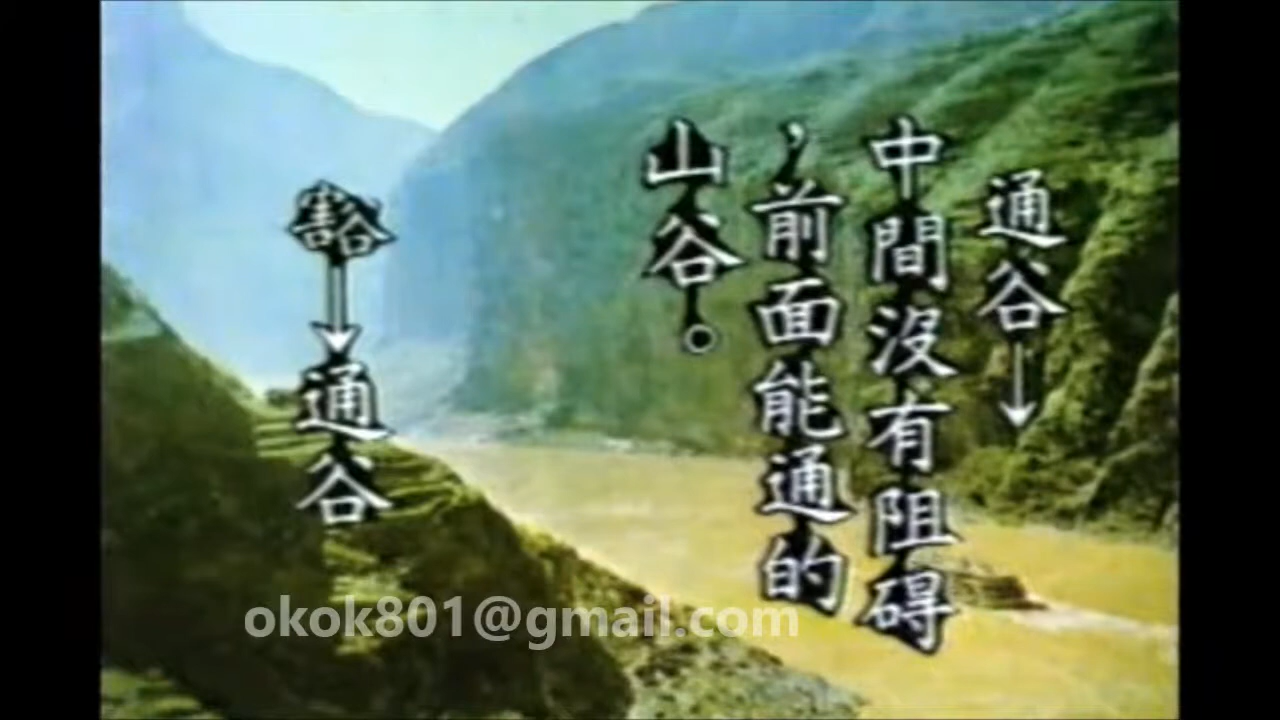 通谷→
中間沒有阻碍
，前面能通的
山谷。
豁→通谷
okok801@gmail.com